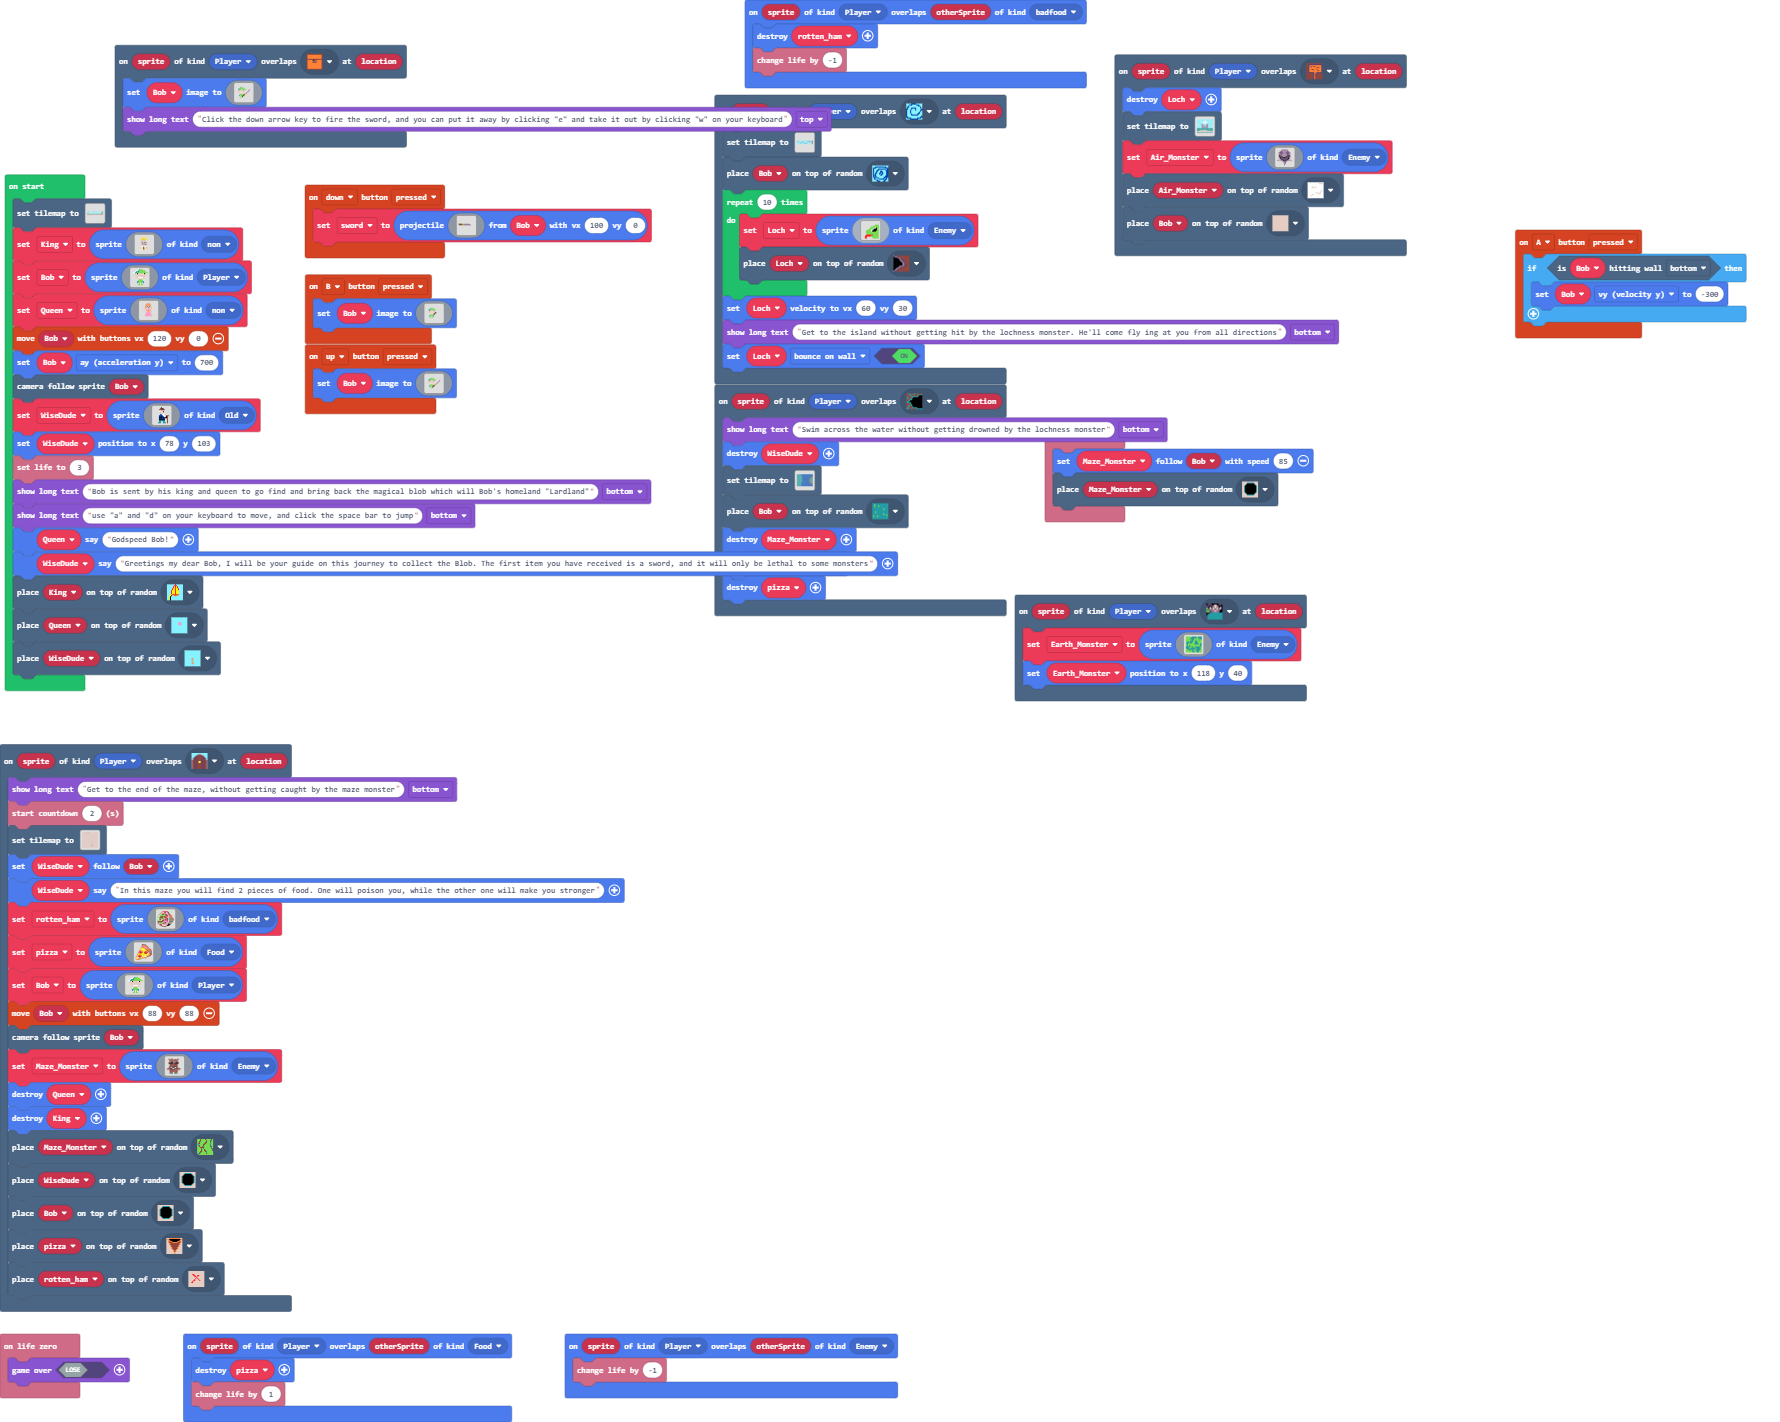 on sprite of kind Player overlaps otherSprite of kind badfood
destroy rotten_ham
change life by -1
on sprite of kind Player overlaps at location
set Bob image to
show long text "Click the down arrow key to fire the sword, and you can put it away by clicking "e" and take it out by clicking "w" on your keyboard" top
on sprite of kind Player overlaps at location
destroy Loch
set tilemap to
set Air_Monster to sprite of kind Enemy
place Air_Monster on top of random
place Bob on top of random
overlaps at location
set tilemap to
place Bob on top of random
repeat 10 times
do
set Loch to sprite of kind Enemy
place Loch on top of random
set Loch velocity to vx 60 vy 30
show long text "Get to the island without getting hit by the lochness monster. He'll come fly ing at you from all directions" bottom
set Loch bounce on wall ON
on start
set tilemap to
set King to sprite of kind non
set Bob to sprite of kind Player
set Queen to sprite of kind non
move Bob with buttons vx 120 vy 0
set Bob ay (acceleration y) to 700
camera follow sprite Bob
set WiseDude to sprite of kind Old
set WiseDude position to x 78 y 103
set life to 3
show long text "Bob is sent by his king and queen to go find and bring back the magical blob which will Bob's homeland "Lardland"" bottom
show long text "use "a" and "d" on your keyboard to move, and click the space bar to jump" bottom
Queen say "Godspeed Bob!"
WiseDude say "Greetings my dear Bob, I will be your guide on this journey to collect the Blob. The first item you have received is a sword, and it will only be lethal to some monsters"
place King on top of random
place Queen on top of random
place WiseDude on top of random
on down button pressed
set sword to projectile from Bob with vx 100 vy 0
on B button pressed
set Bob image to
on up button pressed
set Bob image to
on A button pressed
if is Bob hitting wall bottom then
set Bob vy (velocity y) to -300
on sprite of kind Player overlaps at location
show long text "Swim across the water without getting drowned by the lochness monster" bottom
destroy WiseDude
set tilemap to
place Bob on top of random
destroy Maze_Monster
destroy pizza
set Maze_Monster follow Bob with speed 85
place Maze_Monster on top of random
on sprite of kind Player overlaps at location
set Earth_Monster to sprite of kind Enemy
set Earth_Monster position to x 118 y 40
on sprite of kind Player overlaps at location
show long text "Get to the end of the maze, without getting caught by the maze monster" bottom
start countdown 2 (s)
set tilemap to
set WiseDude follow Bob
WiseDude say "In this maze you will find 2 pieces of food. One will poison you, while the other one will make you stronger"
set rotten_ham to sprite of kind badfood
set pizza to sprite of kind Food
set Bob to sprite of kind Player
move Bob with buttons vx 88 vy 88
camera follow sprite Bob
set Maze_Monster to sprite of kind Enemy
destroy Queen
destroy King
place Maze_Monster on top of random
place WiseDude on top of random
place Bob on top of random
place pizza on top of random
place rotten_ham on top of random
on life zero
game over LOSE
on sprite of kind Player overlaps otherSprite of kind Food
destroy pizza
change life by 1
on sprite of kind Player overlaps otherSprite of kind Enemy
change life by -1